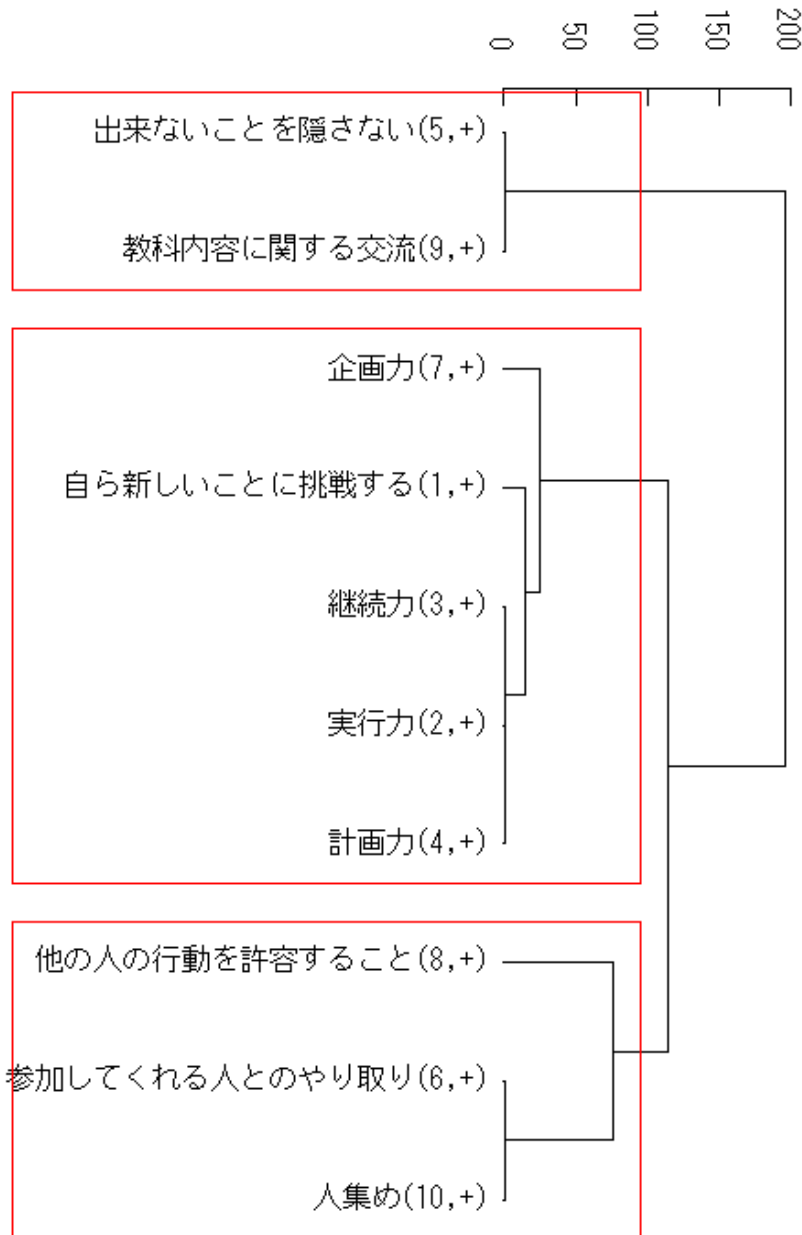 0
50
100
150
200
出来ないことを隠さない(5,+)
教科内容に関する交流(9,+)
企画力(7,+)
自ら新しいことに挑戦する(1,+)
継続力(3,+)
実行力(2,+)
計画力(4,+)
他の人の行動を許容すること(8,+)
参加してくれる人とのやり取り(6,+)
人集め(10,+)